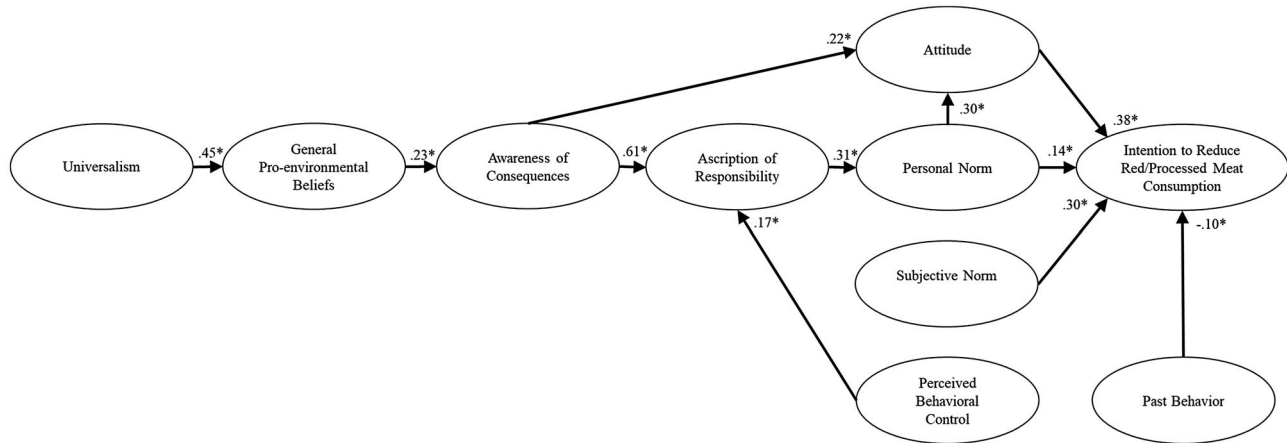 .22*
Attitude
.30*
.38*
Universalism
.45*
General
Pro-environmental
Beliefs
.23*
Awareness of
Consequences
.61*
Ascription of
Responsibility
.31*
Personal Norm
.14*
Intention to Reduce
Red/Processed Meat
Consumption
.30*
.17*
-.10*
Subjective Norm
Perceived
Behavioral
Control
Past Behavior